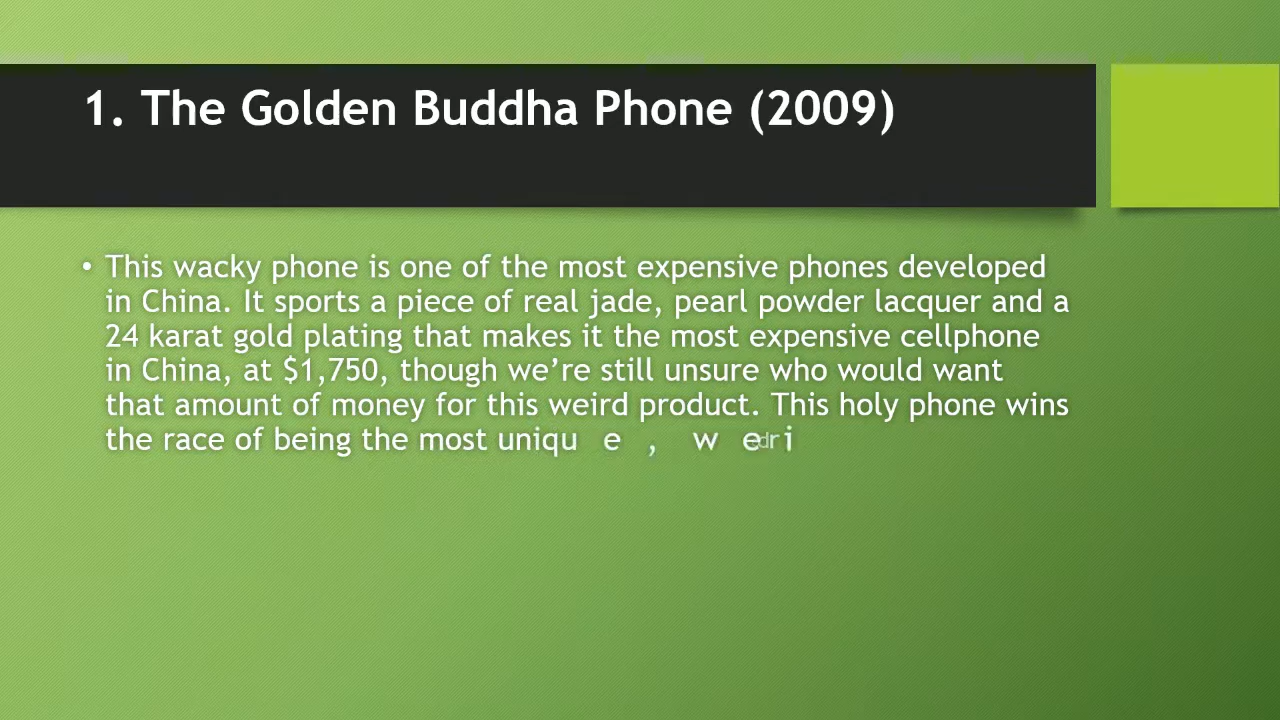 1. The Golden Buddha Phone (2009)
• This wacky phone is one of the most expensive phones developed
in China. It sports a piece of real jade, pearl powder lacquer and a
24 karat gold plating that makes it the most expensive cellphone
in China, at $1,750, though we’re still unsure who would want
that amount of money for this weird product. This holy phone wins
the race of being the most unique,